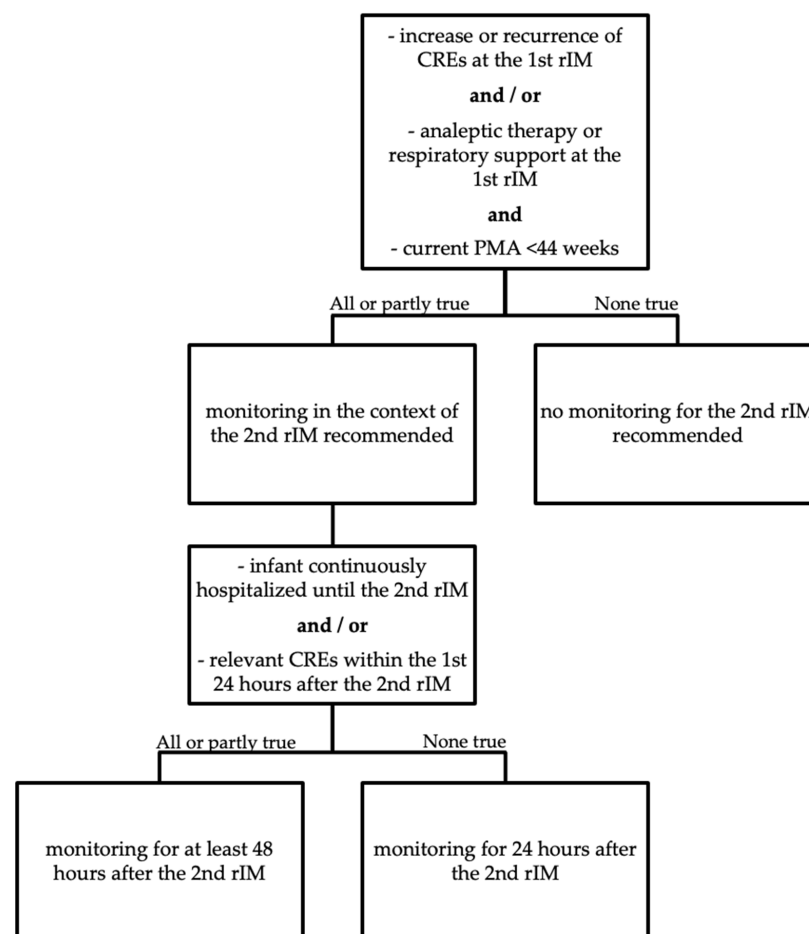 - increase or recurrence of
CREs at the 1st rIM
and / or
- analeptic therapy or
respiratory support at the
1st rIM
and
- current PMA <44 weeks
All or partly true
None true
monitoring in the context of
the 2nd rIM recommended
no monitoring for the 2nd rIM
recommended
- infant continuously
hospitalized until the 2nd rIM
and / or
- relevant CREs within the 1st
24 hours after the 2nd rIM
All or partly true
None true
monitoring for at least 48
hours after the 2nd rIM
monitoring for 24 hours after
the 2nd rIM